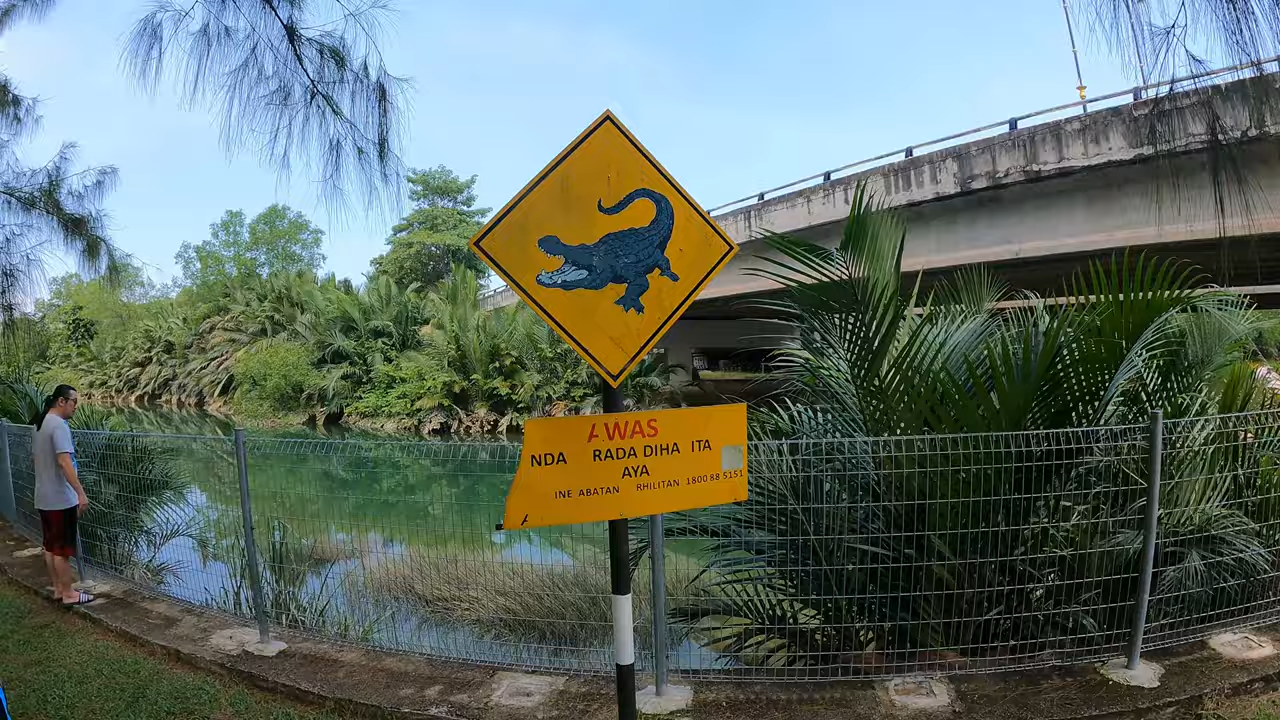 AWAS
NDA RADA DIHA ITA
AYA
INE ABATAN RHILITAN 1800 88 5151